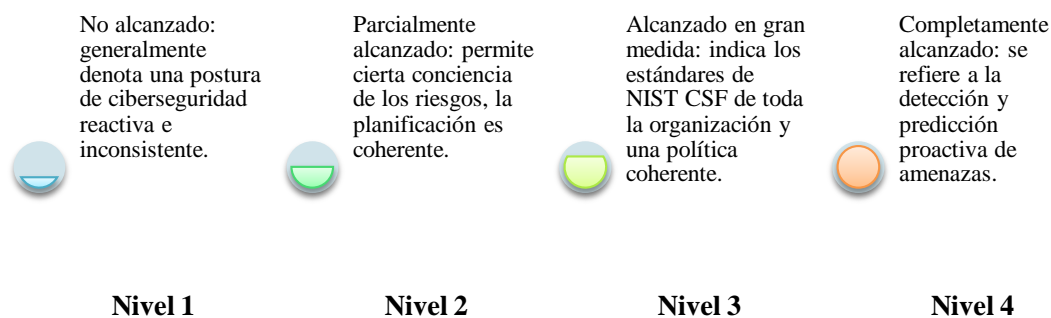 No alcanzado:
generalmente
denota una postura
de ciberseguridad
reactiva e
inconsistente.
Parcialmente
alcanzado: permite
cierta conciencia
de los riesgos, la
planificación es
coherente.
Alcanzado en gran
medida: indica los
estándares de
NIST CSF de toda
la organización y
una política
coherente.
Completamente
alcanzado: se
refiere a la
detección y
predicción
proactiva de
amenazas.
Nivel 1
Nivel 2
Nivel 3
Nivel 4